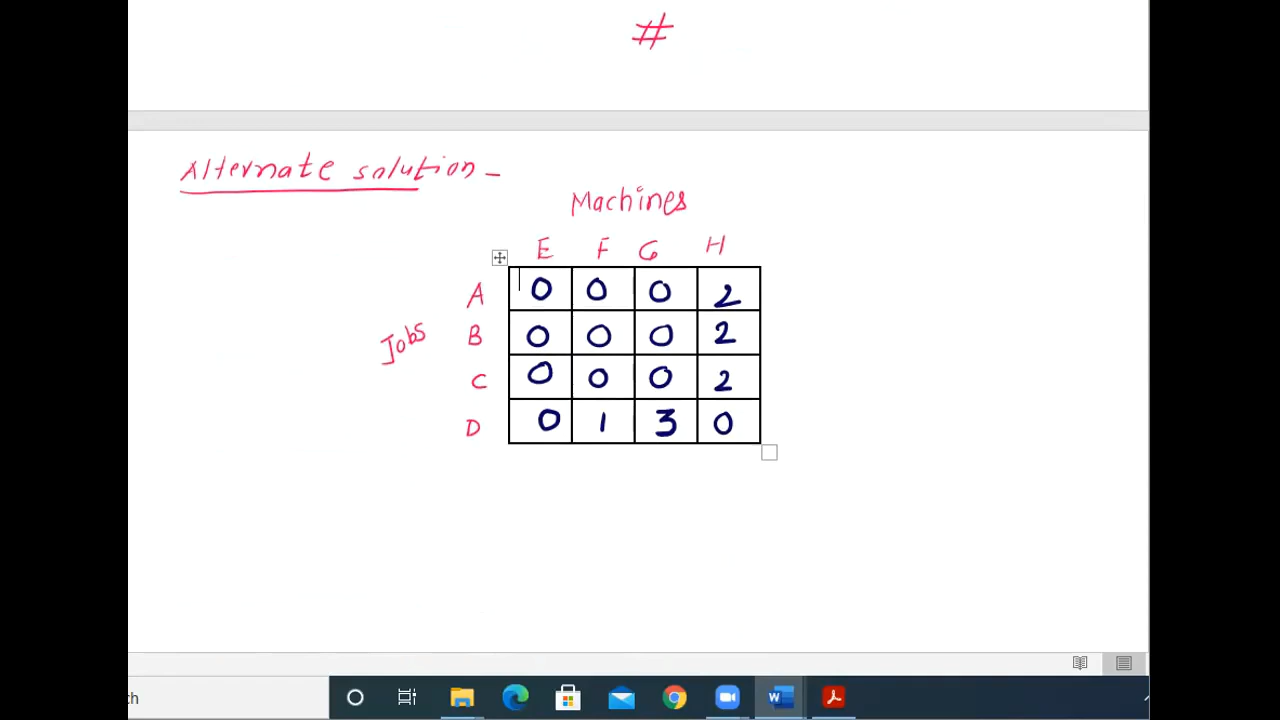 #
Alternate solution -
Machines
E F G H
A 0 0 0 2
Jobs
B 0 0 0 2
C 0 0 0 2
D 0 1 3 0
ch